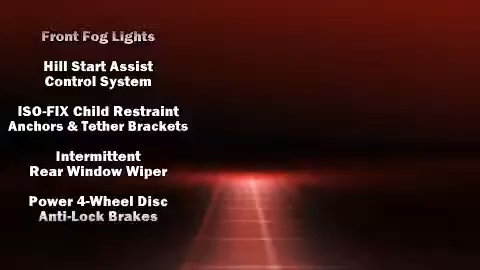 Front Fog Lights
Hill Start Assist
Control System
ISO-FIX Child Restraint
Anchors & Tether Brackets
Intermittent
Rear Window Wiper
Power 4-Wheel Disc
Anti-Lock Brakes